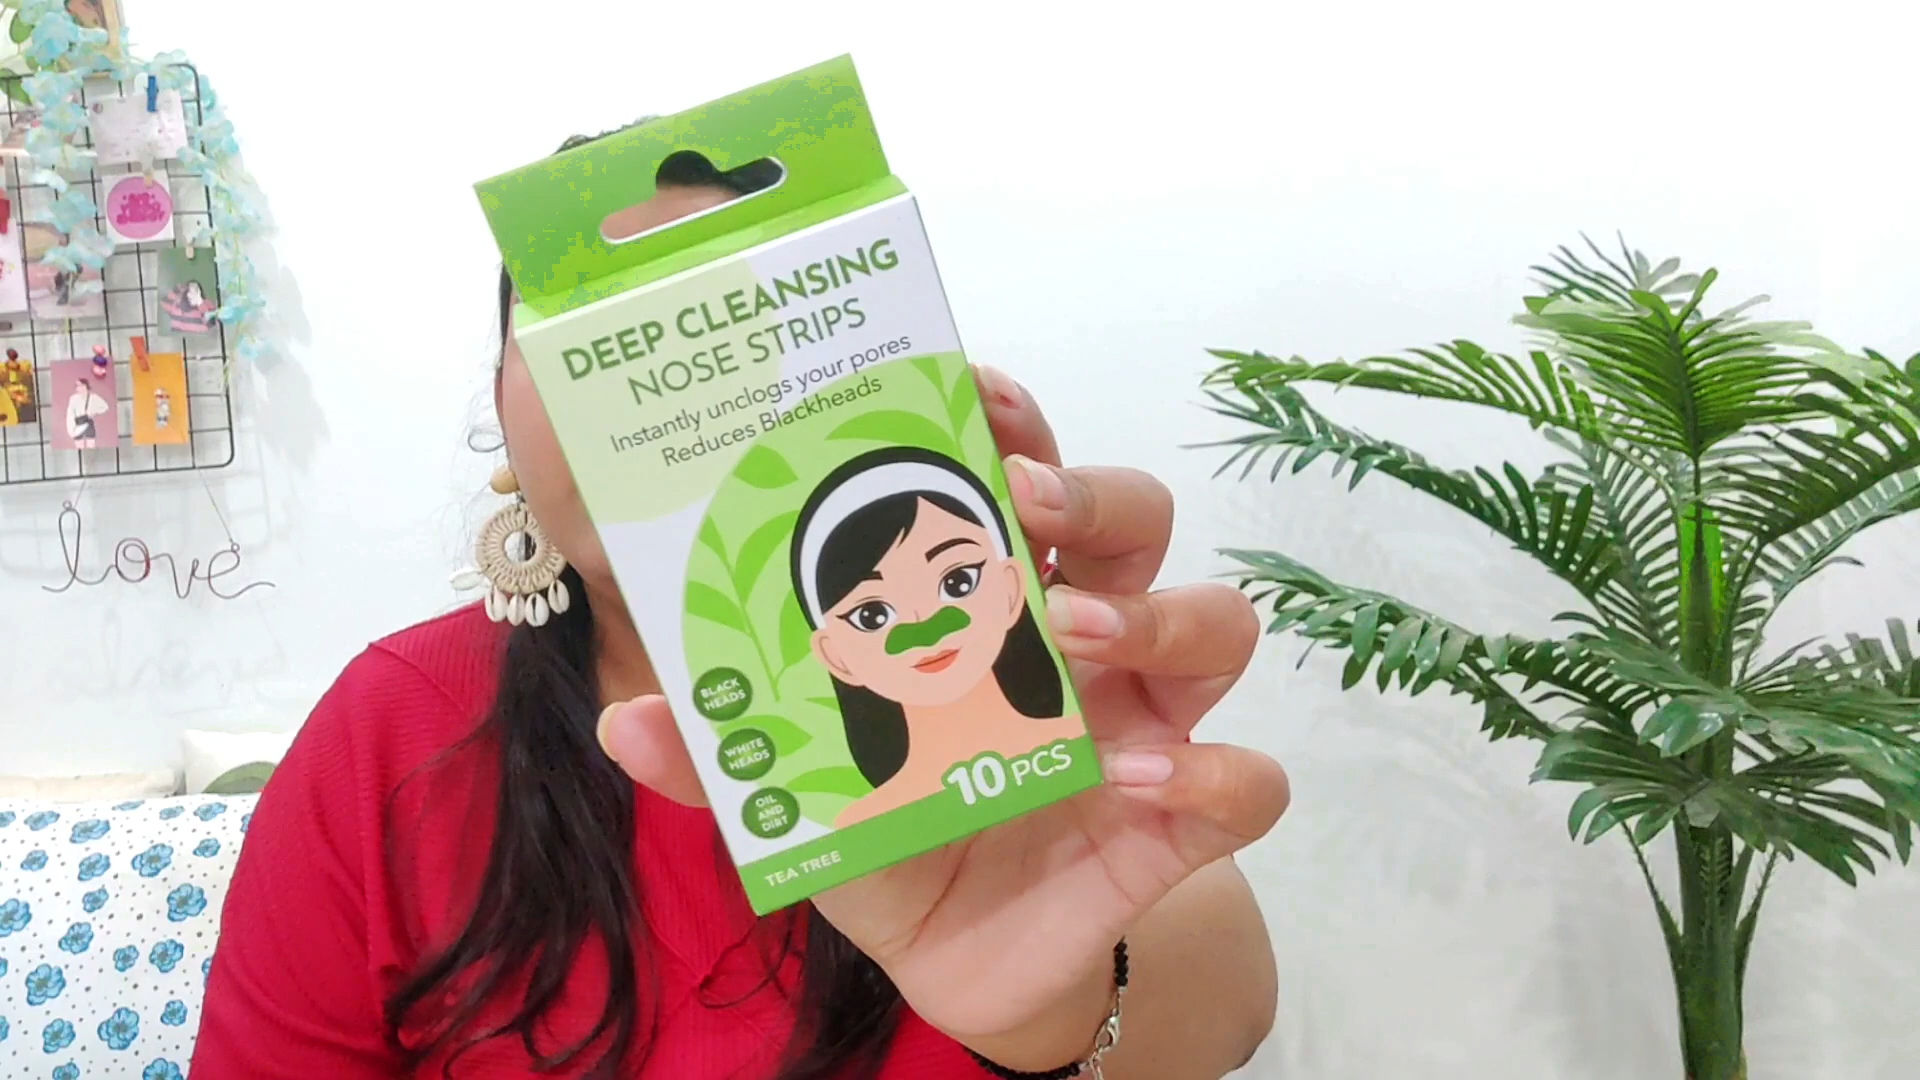 DEEP CLEANSING
NOSE STRIPS
Instantly unclogs your pores
Reduces Blackheads
BLACK
HEADS
WHITE
HEADS
OIL
AND
DIRT
10 PCS
TEA TREE
love